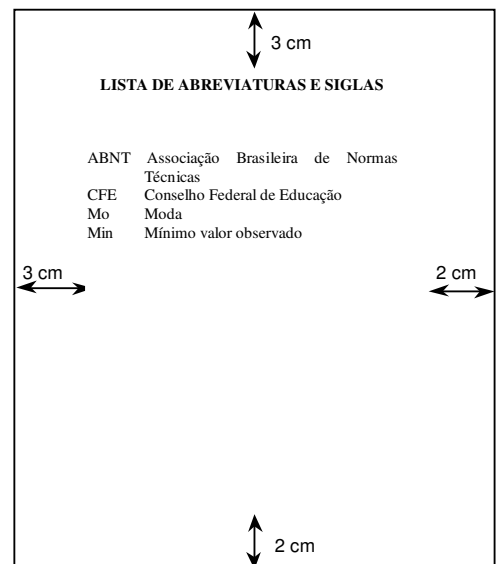 3 cm
LISTA DE ABREVIATURAS E SIGLAS
ABNT Associação Brasileira de Normas
Técnicas
CFE Conselho Federal de Educação
Mo Moda
Min Mínimo valor observado
3 cm
2 cm
2 cm